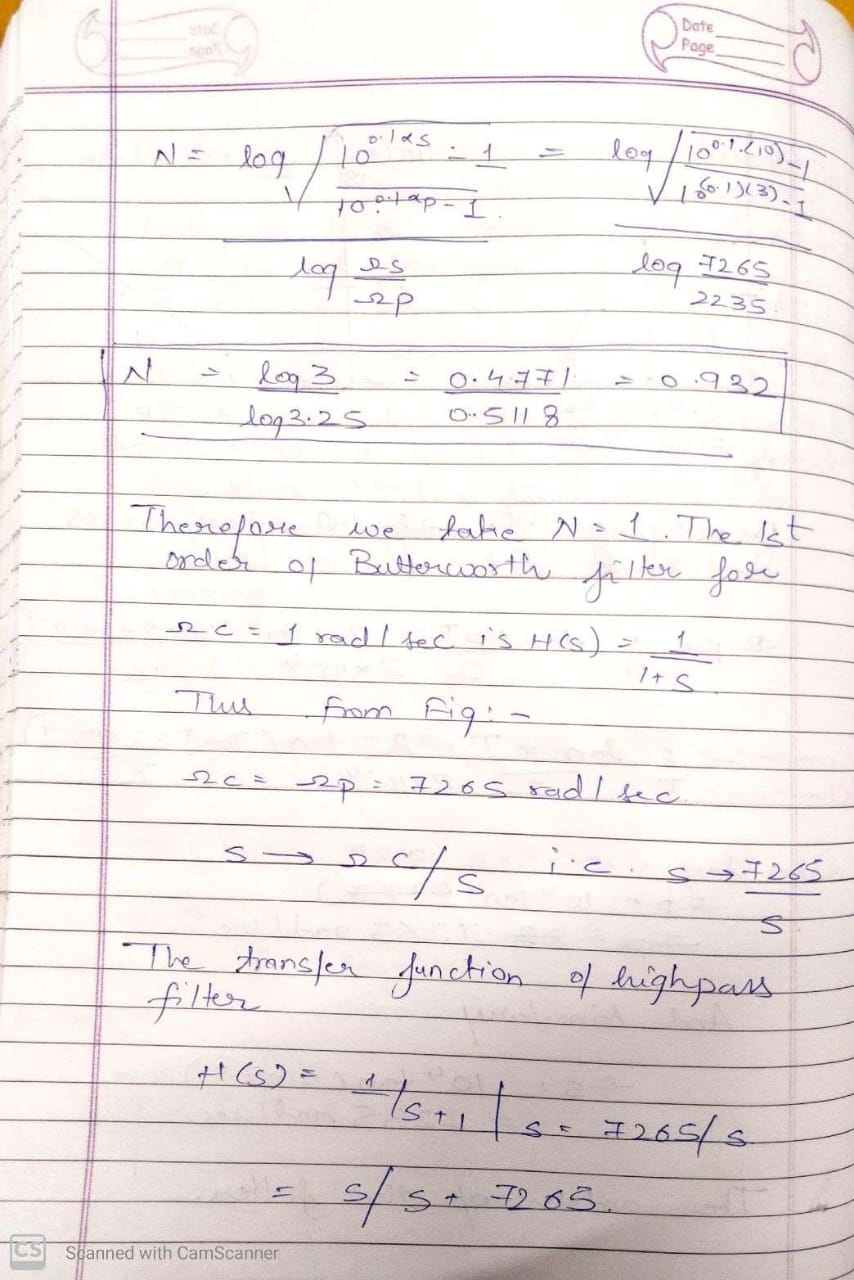 Date
Page
N = log √ 10^0.1αs - 1 / 10^0.1αp - 1 = log √ 10^0.1(10) - 1 / 10^(0.1)(3) - 1
log Ωs / Ωp log 7265 / 2235
N = log 3 / log 3.25 = 0.4771 / 0.5118 = 0.932
Therefore we take N = 1. The 1st
order of Butterworth filter for
Ωc = 1 rad / sec is H(s) = 1 / 1+s
Thus from Fig: -
Ωc = Ωp = 7265 rad / sec.
s → Ωc/s i.e. s → 7265 / s
The transfer function of highpass
filter
H(s) = 1/s+1 | s = 7265/s
= s/s + 7265.
CS Scanned with CamScanner